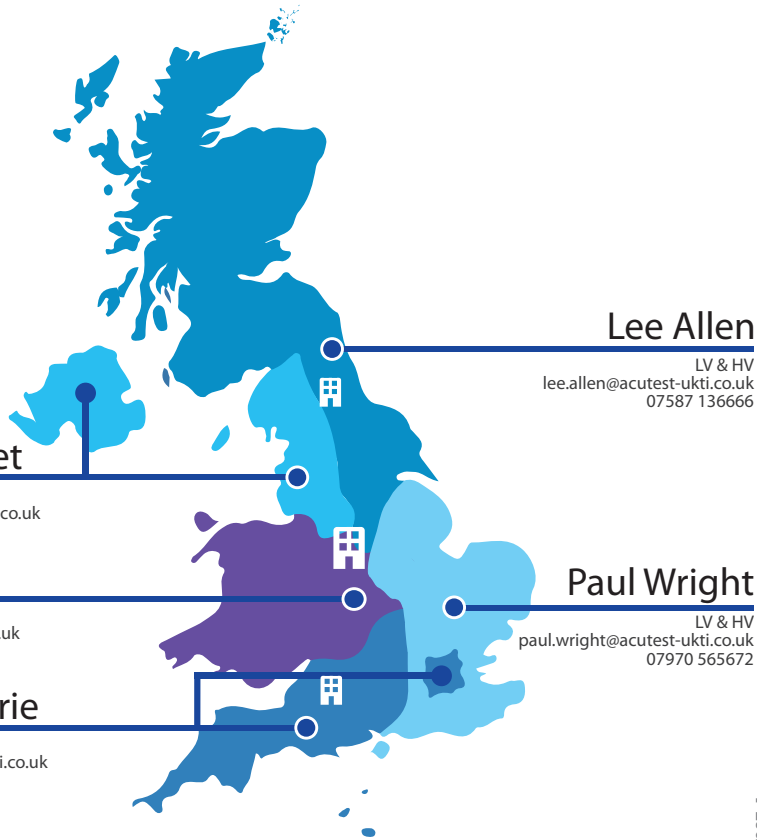 Lee Allen
LV & HV
lee.allen@acutest-ukti.co.uk
07587 136666
et
co.uk
Paul Wright
LV & HV
paul.wright@acutest-ukti.co.uk
07970 565672
.uk
rie
i.co.uk